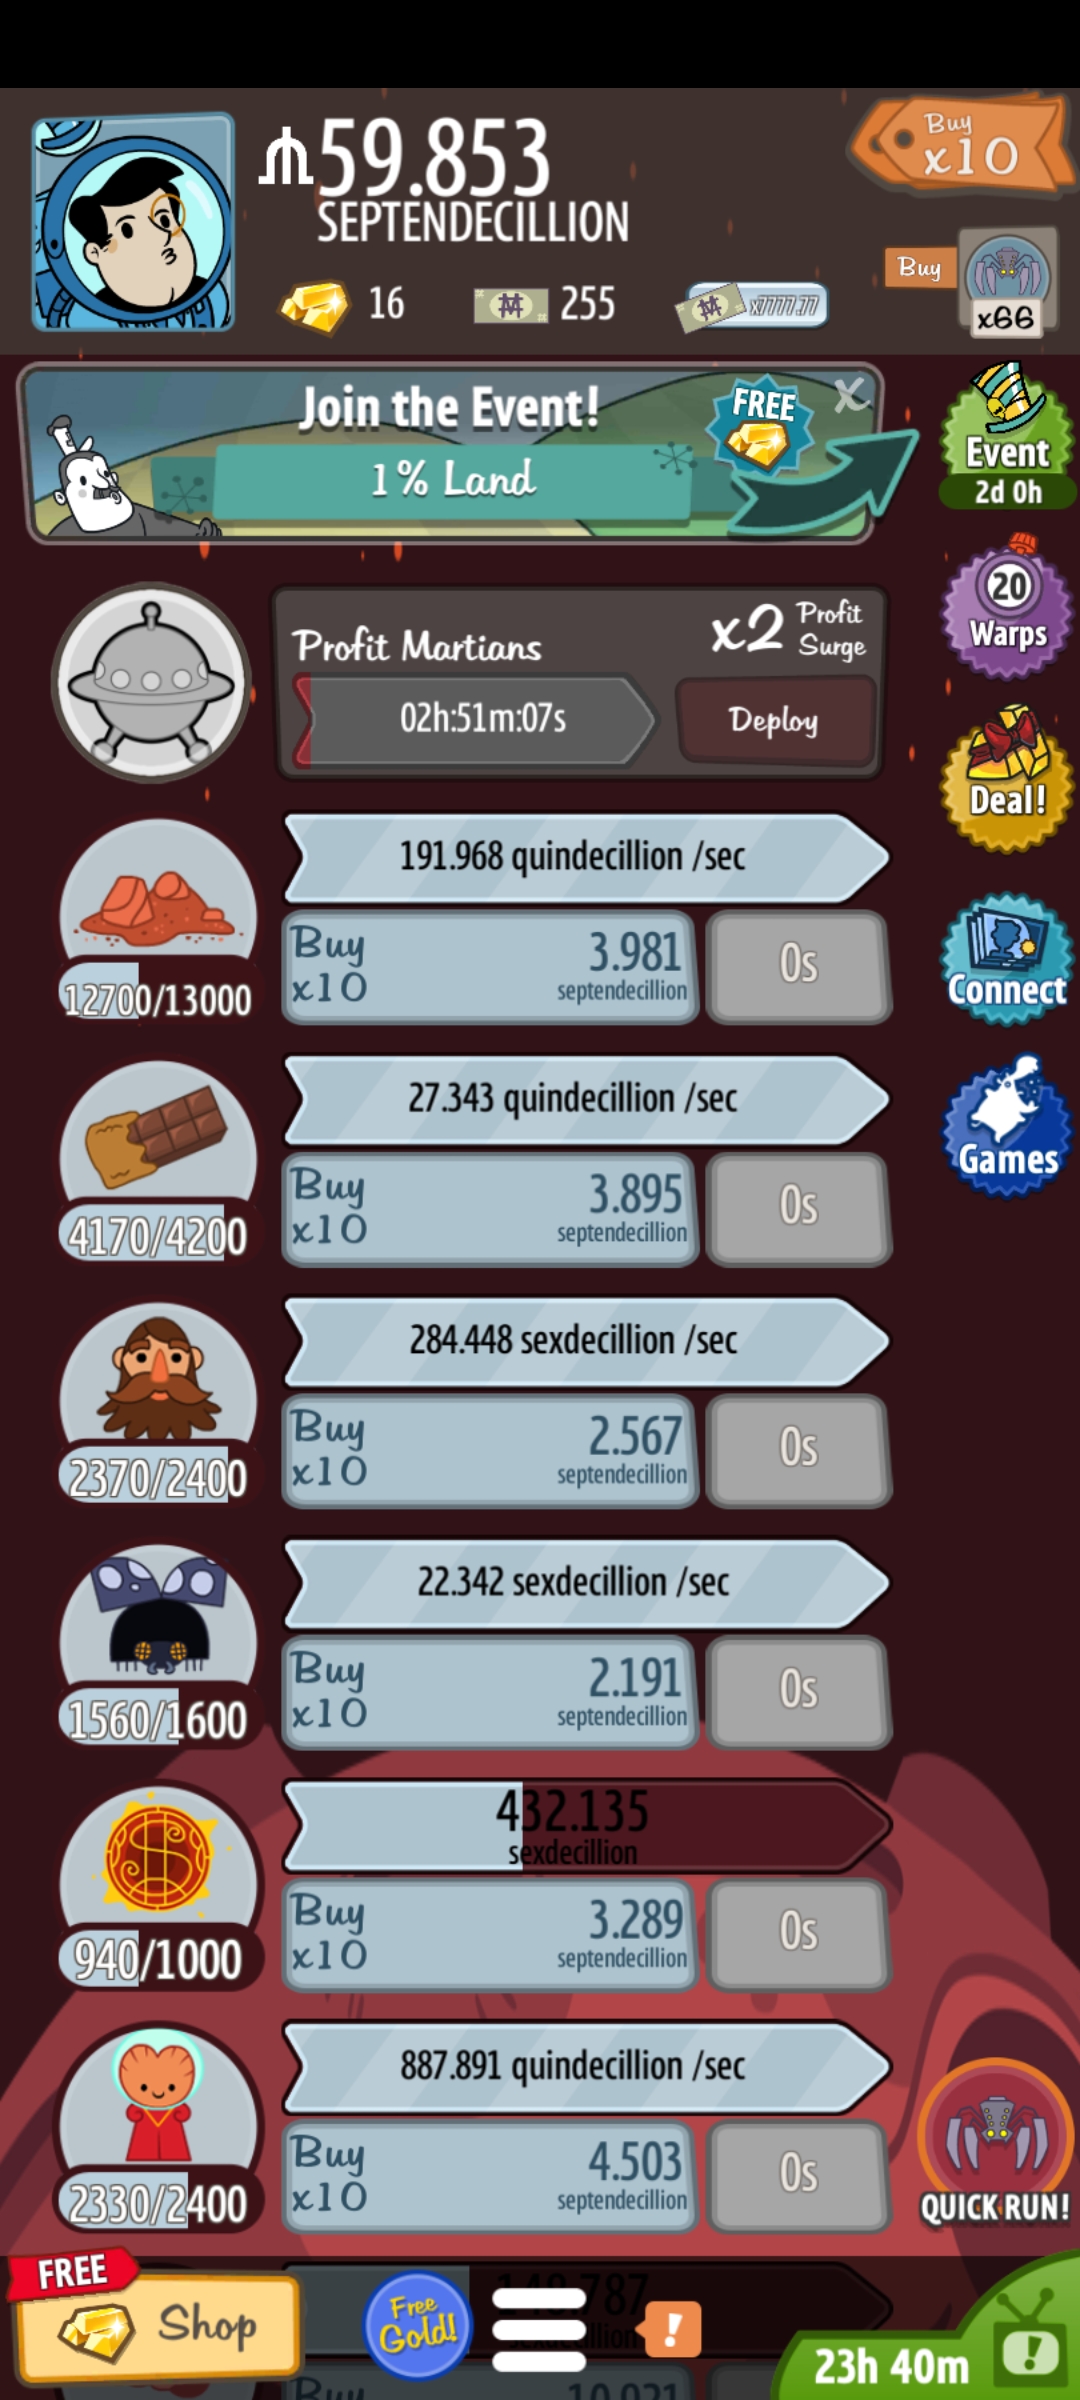 59.853
SEPTENDECILLION
Buy
x10
16
255
x7777.77
Buy
x66
Join the Event!
1% Land
FREE
X
Event
2d 0h
20
Warps
Profit Martians
x2 Profit Surge
02h:51m:07s
Deploy
Deal!
191.968 quindecillion /sec
12700/13000
Buy x10
3.981
septendecillion
0s
Connect
27.343 quindecillion /sec
4170/4200
Buy x10
3.895
septendecillion
0s
Games
284.448 sexdecillion /sec
2370/2400
Buy x10
2.567
septendecillion
0s
22.342 sexdecillion /sec
1560/1600
Buy x10
2.191
septendecillion
0s
432.135
sexdecillion
940/1000
Buy x10
3.289
septendecillion
0s
887.891 quindecillion /sec
2330/2400
Buy x10
4.503
septendecillion
0s
QUICK RUN!
FREE
Shop
Free Gold!
!
23h 40m
!
Buy
10.921